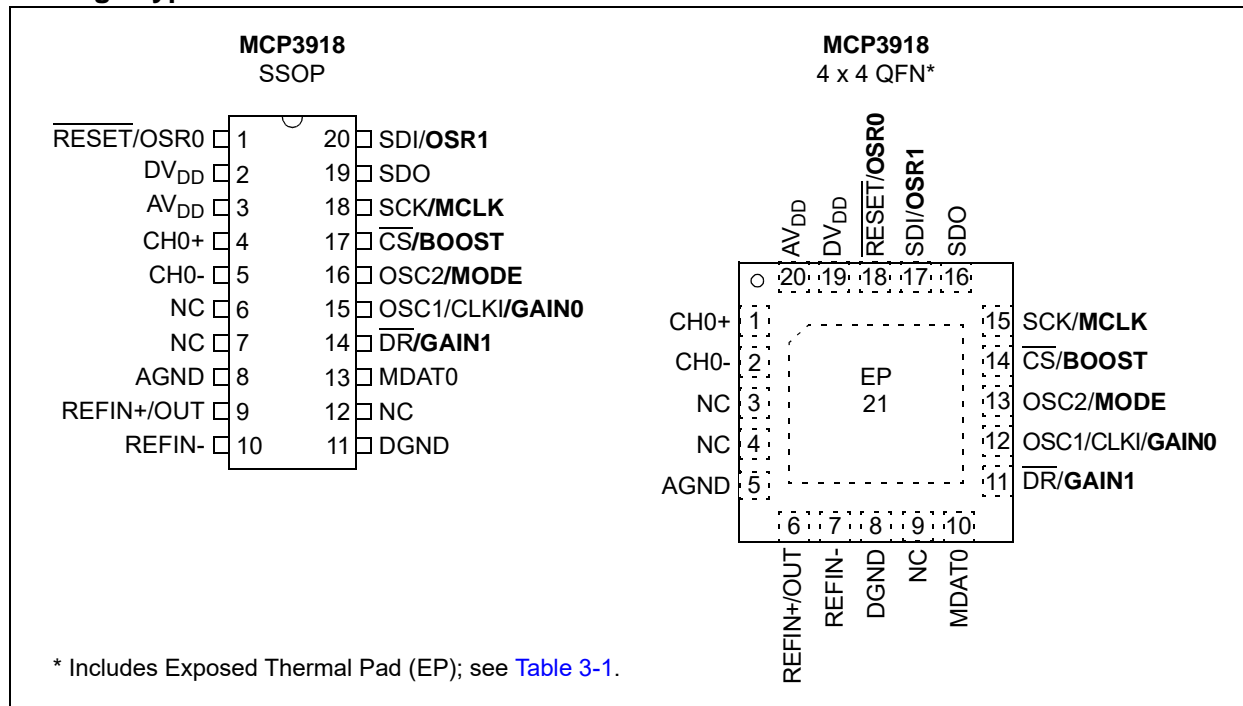 MCP3918
SSOP
RESET/OSR0 1
DVDD 2
AVDD 3
CH0+ 4
CH0- 5
NC 6
NC 7
AGND 8
REFIN+/OUT 9
REFIN- 10
20 SDI/OSR1
19 SDO
18 SCK/MCLK
17 CS/BOOST
16 OSC2/MODE
15 OSC1/CLKI/GAIN0
14 DR/GAIN1
13 MDAT0
12 NC
11 DGND
MCP3918
4 x 4 QFN*
AVDD
DVDD
RESET/OSR0
SDI/OSR1
SDO
20 19 18 17 16
CH0+ 1
CH0- 2
NC 3
NC 4
AGND 5
EP
21
15 SCK/MCLK
14 CS/BOOST
13 OSC2/MODE
12 OSC1/CLKI/GAIN0
11 DR/GAIN1
6 7 8 9 10
REFIN+/OUT
REFIN-
DGND
NC
MDAT0
* Includes Exposed Thermal Pad (EP); see Table 3-1.